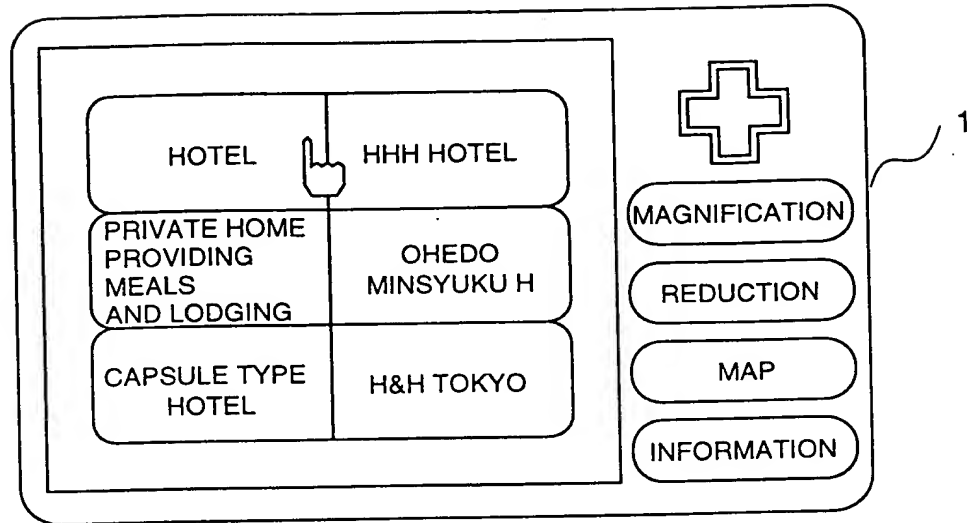 HOTEL
HHH HOTEL
PRIVATE HOME
PROVIDING
MEALS
AND LODGING
OHEDO
MINSYUKU H
CAPSULE TYPE
HOTEL
H&H TOKYO
MAGNIFICATION
REDUCTION
MAP
INFORMATION
1